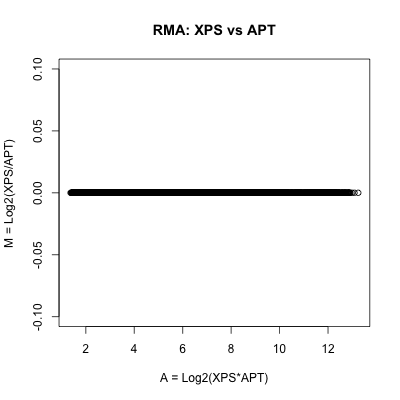 RMA: XPS vs APT
M = Log2(XPS/APT)
0.10
0.05
0.00
-0.05
-0.10
2 4 6 8 10 12
A = Log2(XPS*APT)